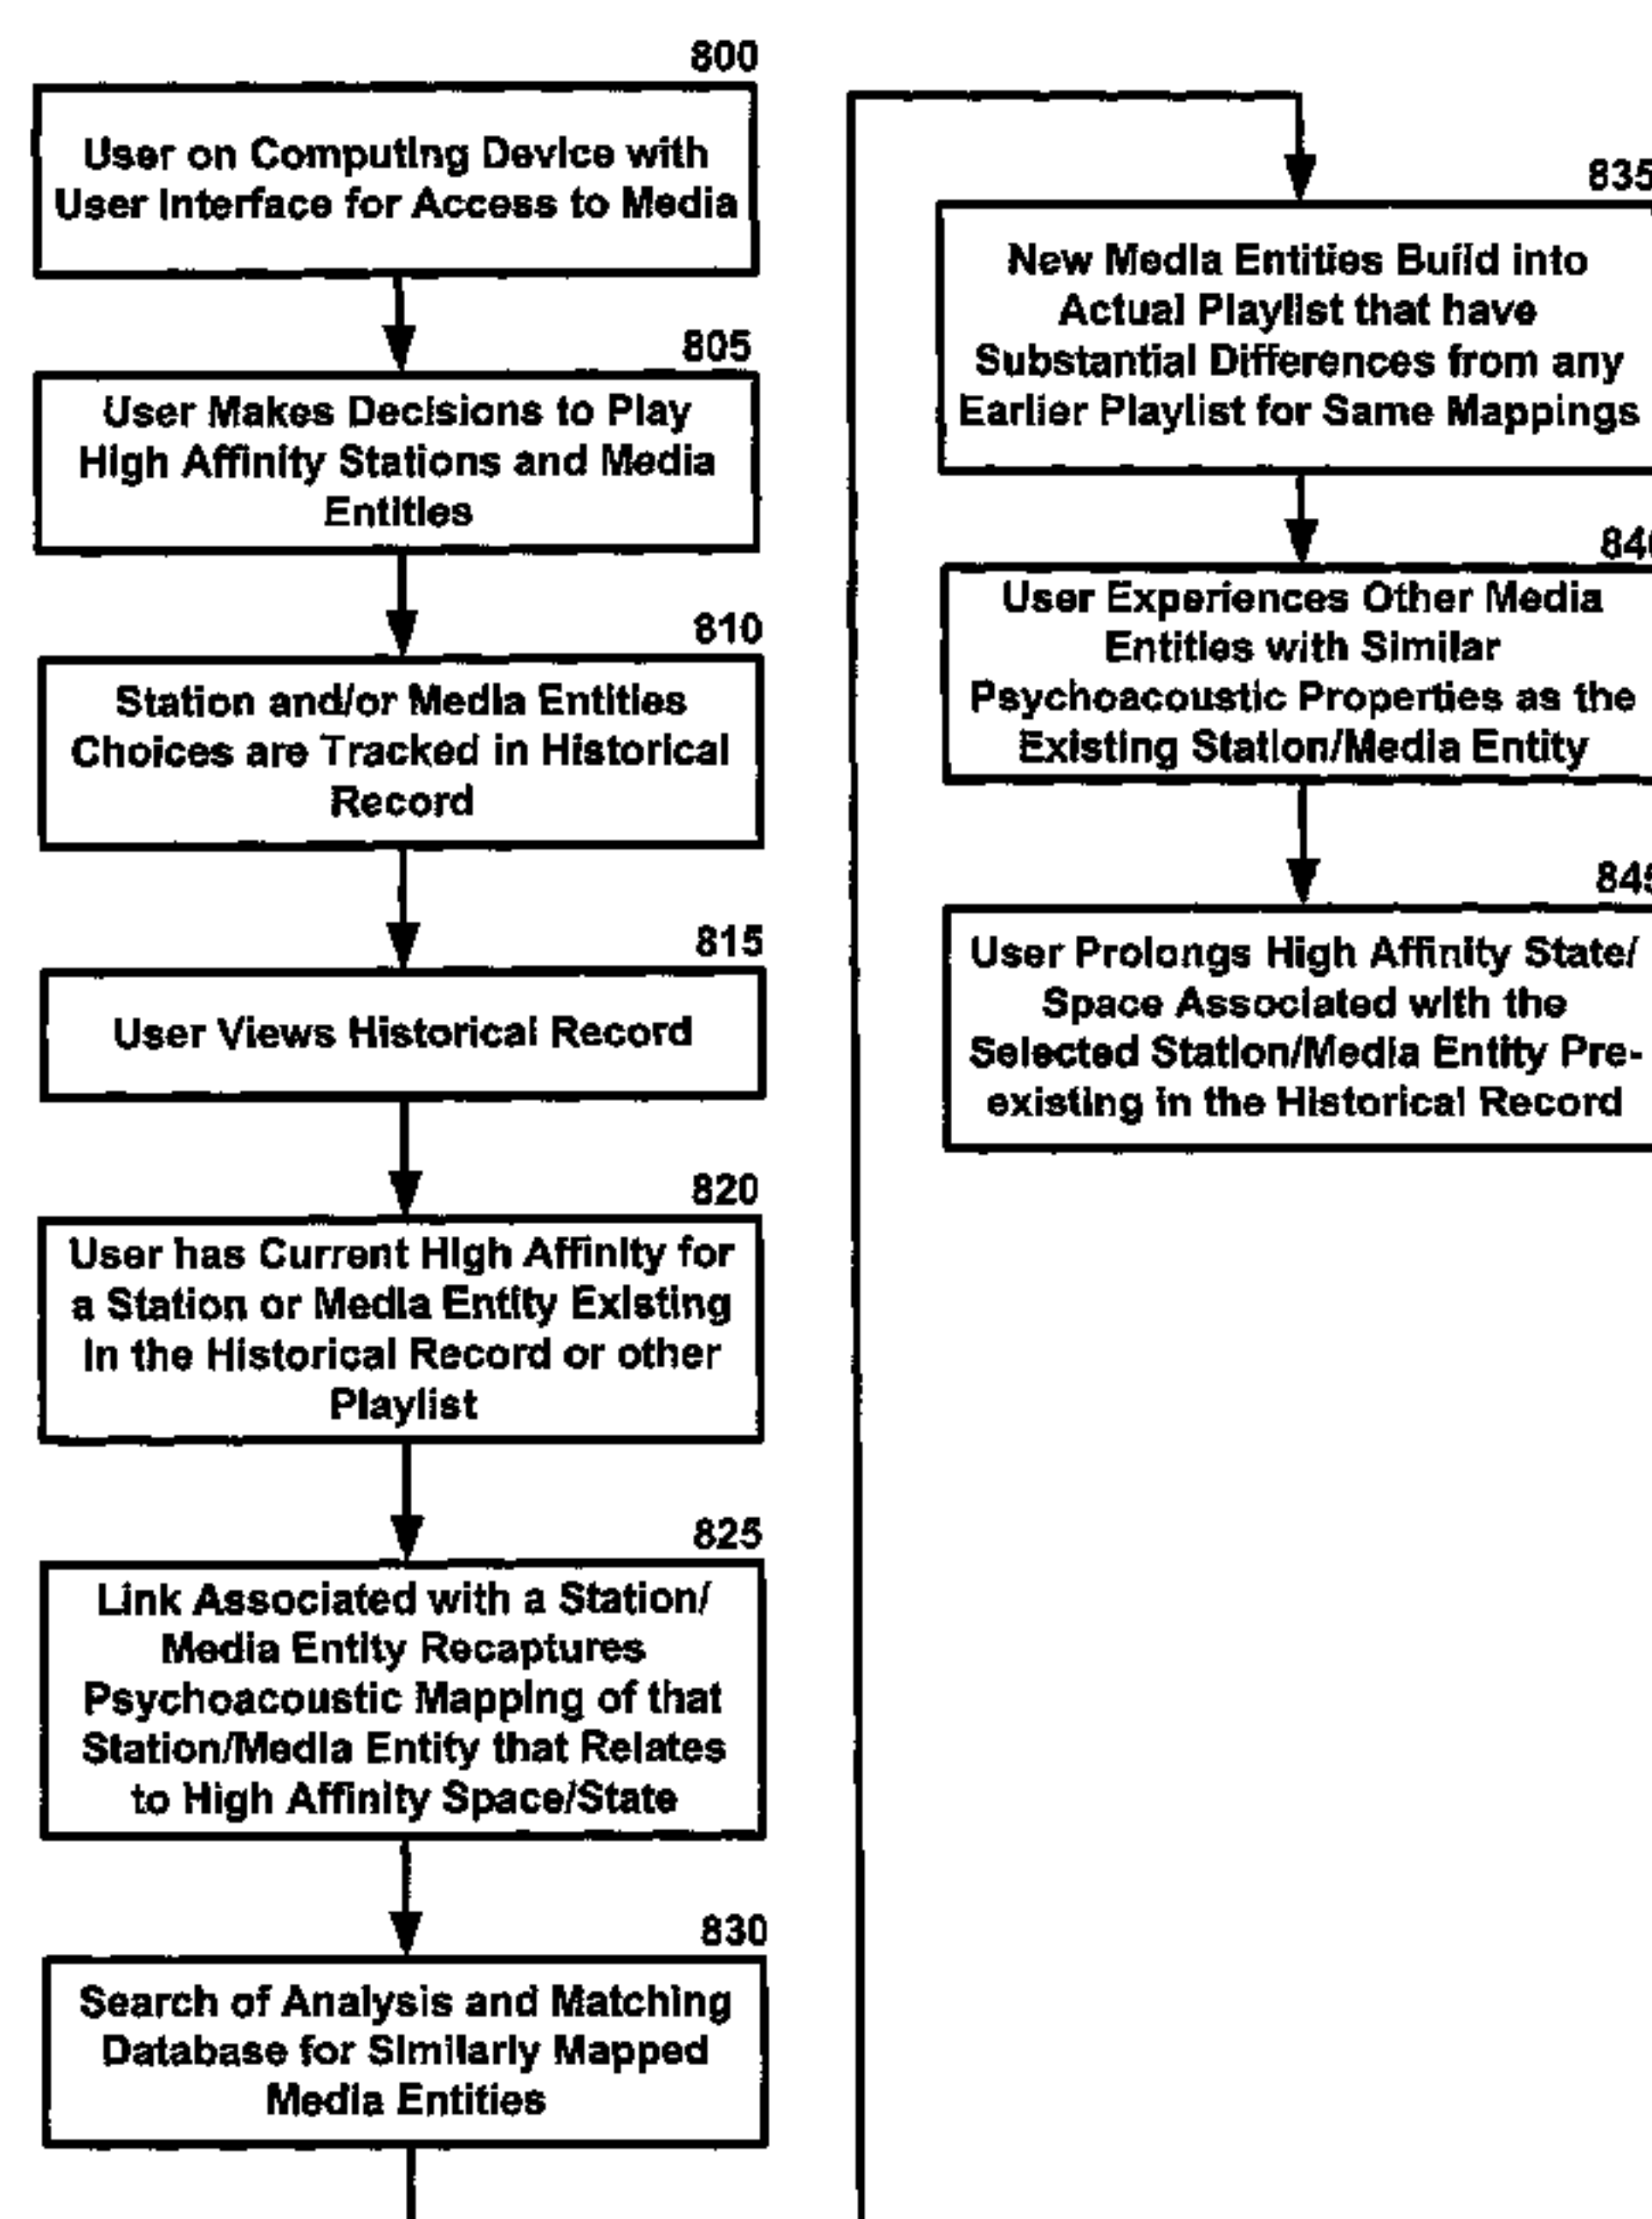 800
User on Computing Device with
User Interface for Access to Media
805
User Makes Decisions to Play
High Affinity Stations and Media
Entities
810
Station and/or Media Entities
Choices are Tracked in Historical
Record
815
User Views Historical Record
820
User has Current High Affinity for
a Station or Media Entity Existing
in the Historical Record or other
Playlist
825
Link Associated with a Station/
Media Entity Recaptures
Psychoacoustic Mapping of that
Station/Media Entity that Relates
to High Affinity Space/State
830
Search of Analysis and Matching
Database for Similarly Mapped
Media Entities
835
New Media Entities Build into
Actual Playlist that have
Substantial Differences from any
Earlier Playlist for Same Mappings
840
User Experiences Other Media
Entities with Similar
Psychoacoustic Properties as the
Existing Station/Media Entity
845
User Prolongs High Affinity State/
Space Associated with the
Selected Station/Media Entity Pre-
existing in the Historical Record